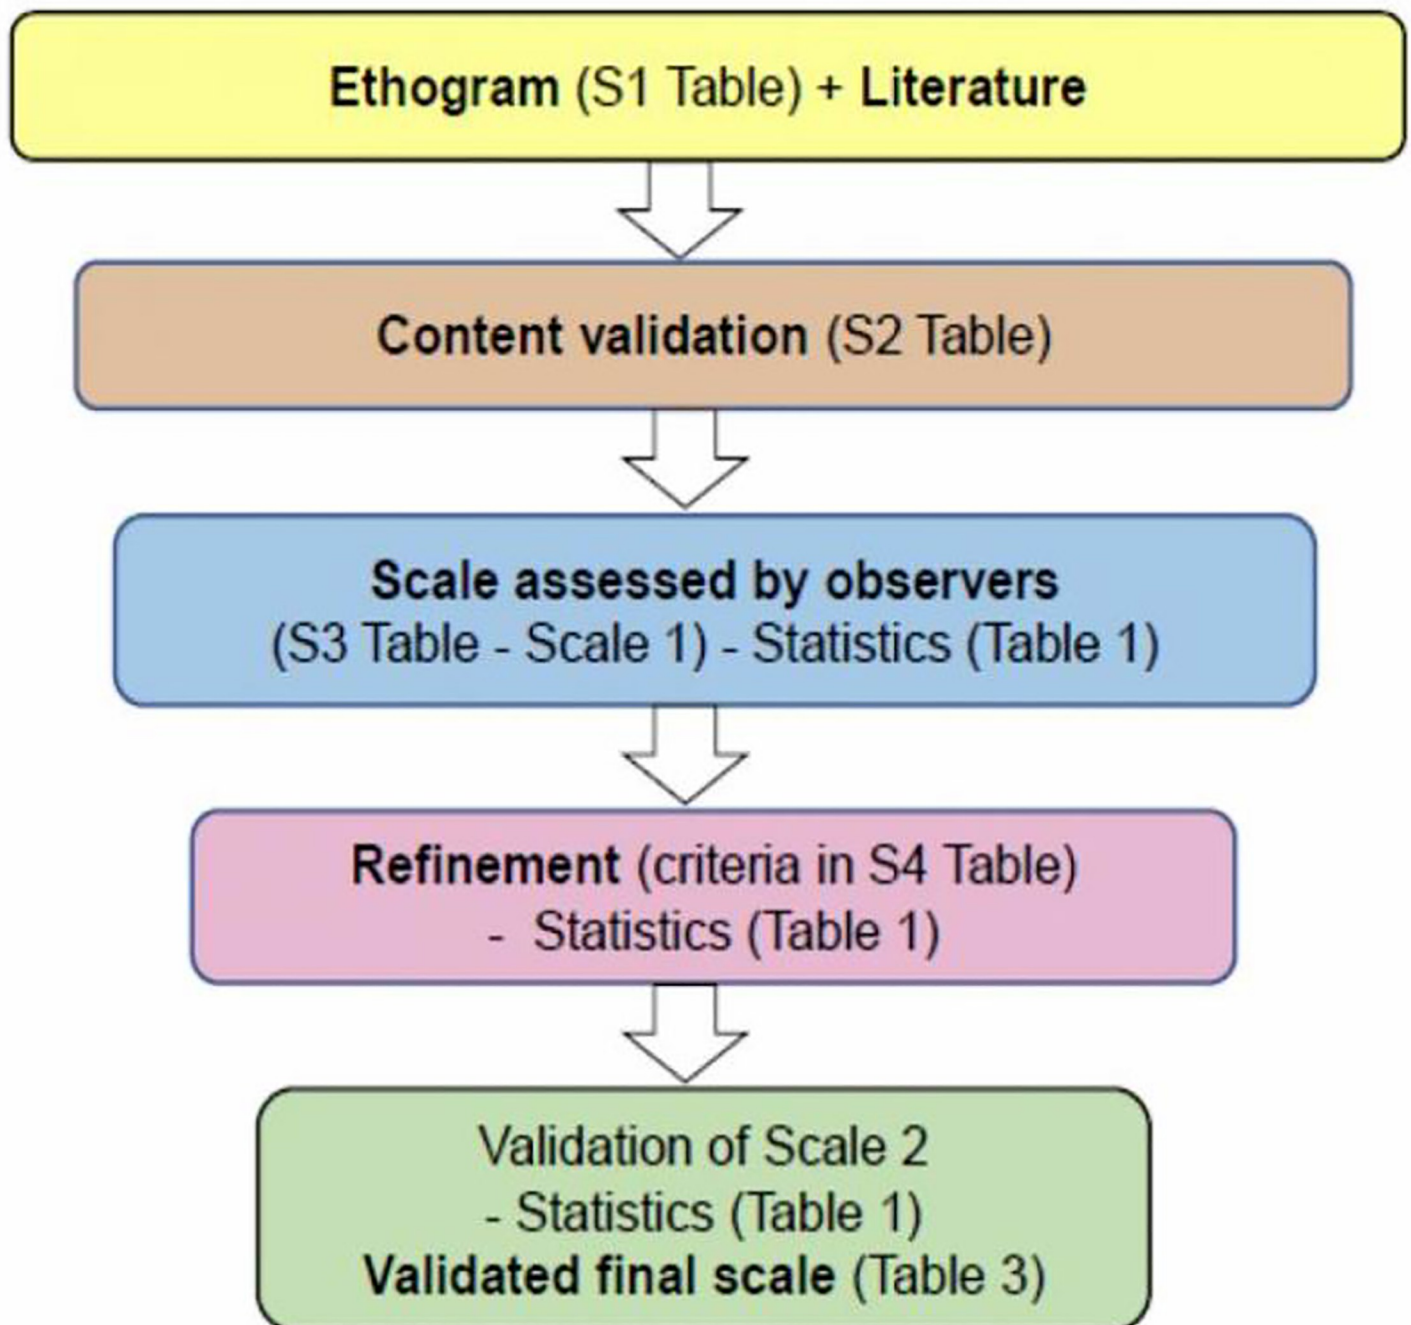 Ethogram (S1 Table) + Literature
Content validation (S2 Table)
Scale assessed by observers
(S3 Table - Scale 1) - Statistics (Table 1)
Refinement (criteria in S4 Table)
- Statistics (Table 1)
Validation of Scale 2
- Statistics (Table 1)
Validated final scale (Table 3)